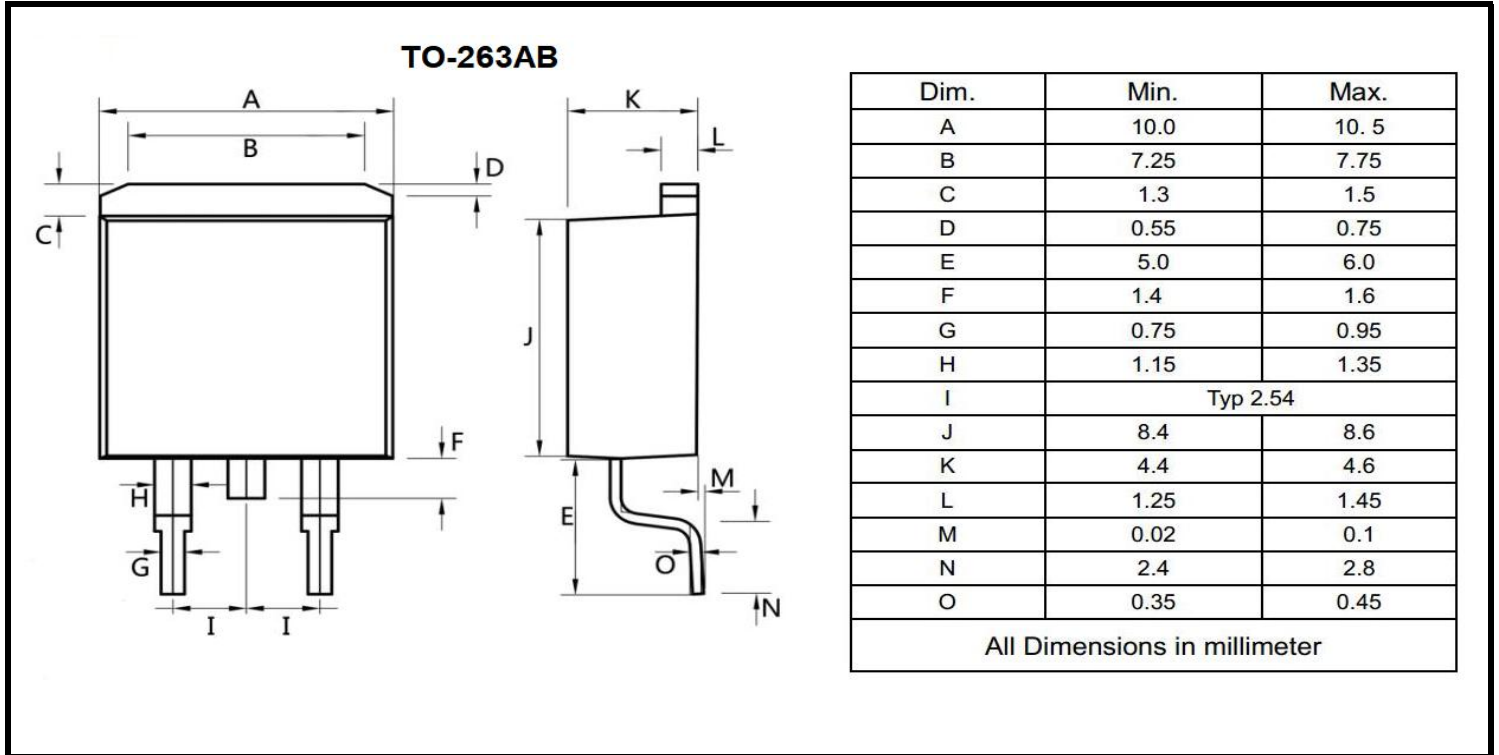 TO-263AB
A
B
C
D
H
G
F
I I
K
L
J
E
M
O
N
Dim. Min. Max.
A 10.0 10. 5
B 7.25 7.75
C 1.3 1.5
D 0.55 0.75
E 5.0 6.0
F 1.4 1.6
G 0.75 0.95
H 1.15 1.35
I Typ 2.54
J 8.4 8.6
K 4.4 4.6
L 1.25 1.45
M 0.02 0.1
N 2.4 2.8
O 0.35 0.45
All Dimensions in millimeter